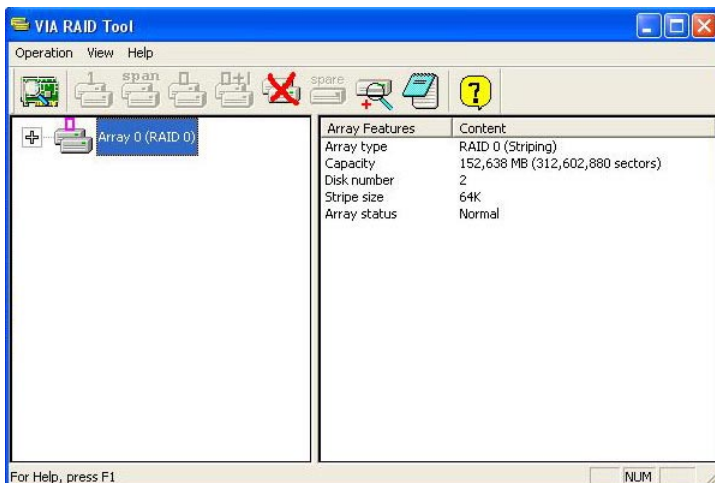 VIA RAID Tool
Operation View Help
1 span 0 0+1 spare ?
Array 0 (RAID 0)
Array Features Content
Array type RAID 0 (Striping)
Capacity 152,638 MB (312,602,880 sectors)
Disk number 2
Stripe size 64K
Array status Normal
For Help, press F1 NUM